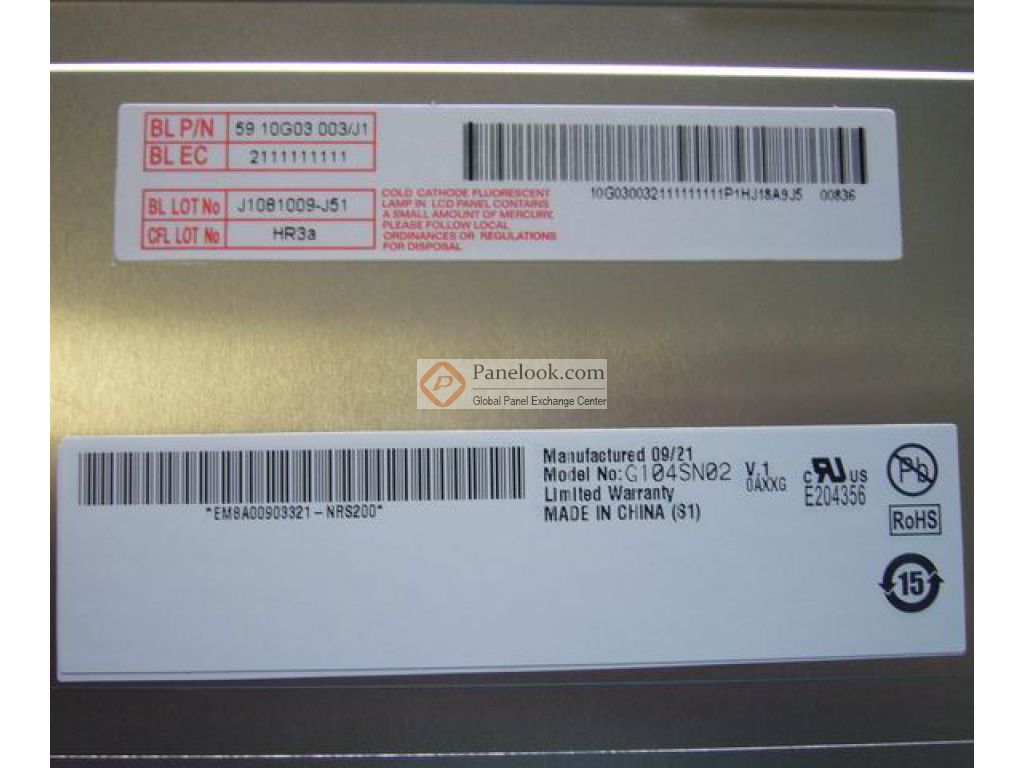 BL P/N 59 10G03 003/J1
BL EC 2111111111
BL LOT No J1081009-J51
CFL LOT No HR3a
COLD CATHODE FLUORESCENT
LAMP IN LCD PANEL CONTAINS
A SMALL AMOUNT OF MERCURY,
PLEASE FOLLOW LOCAL
ORDINANCES OR REGULATIONS
FOR DISPOSAL
10G030032111111111P1HJ18A9J5 00836
Panelook.com
Global Panel Exchange Center
*EM8A00903321-NRS200*
Manufactured 09/21
Model No:G104SN02 V.1
0AXXG
Limited Warranty
MADE IN CHINA (S1)
c RU US
E204356
Pb
RoHS
15